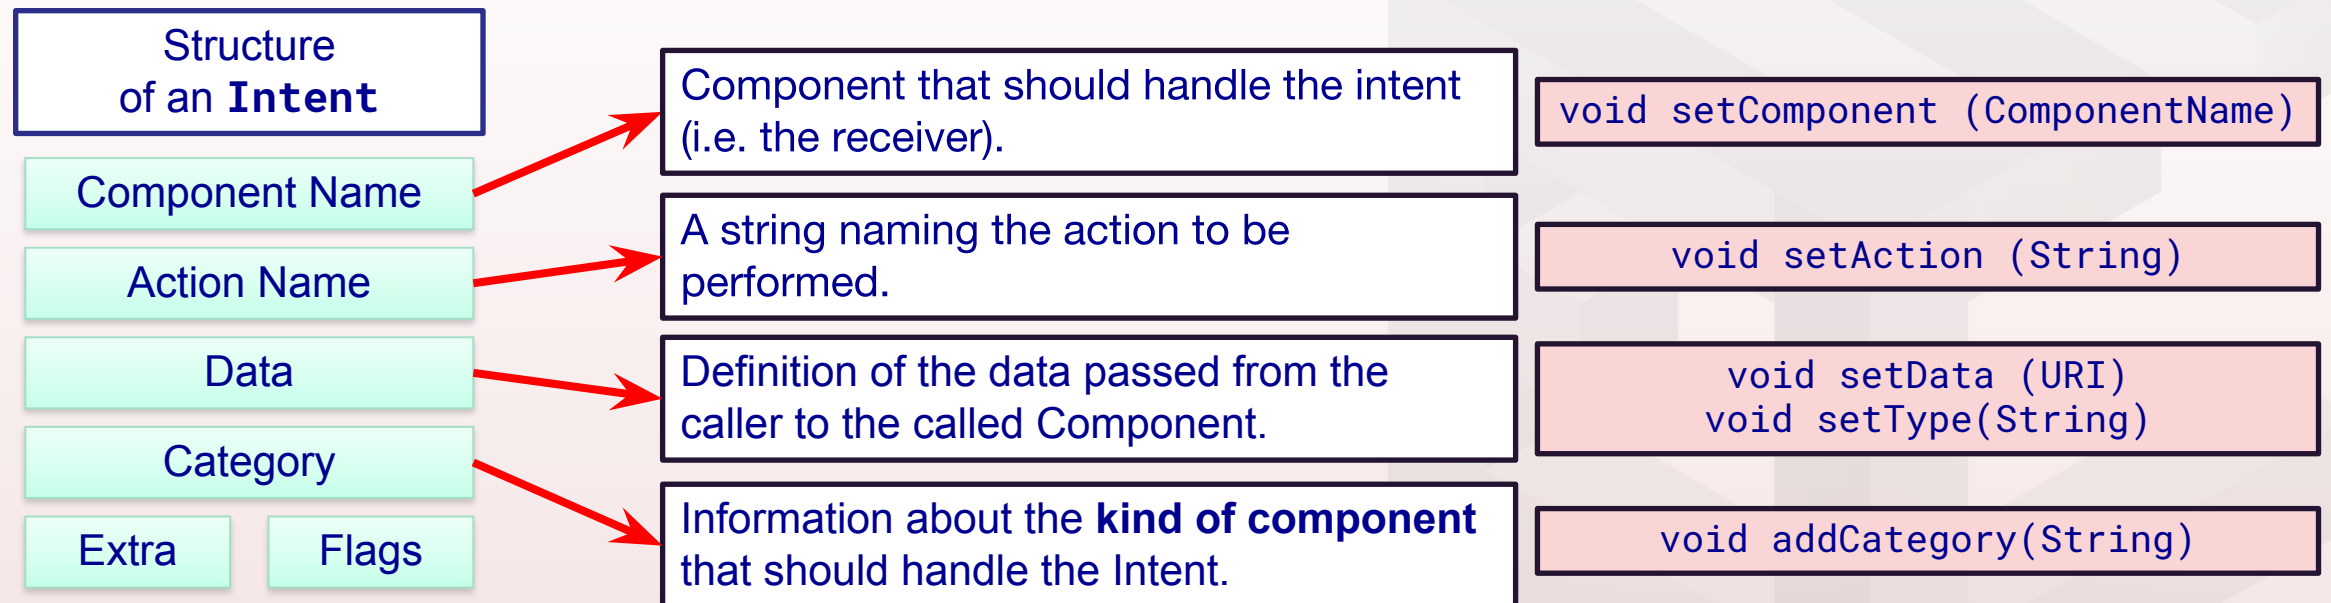 Structure
of an Intent
Component Name
Action Name
Data
Category
Extra
Flags
Component that should handle the intent
(i.e. the receiver).
void setComponent (ComponentName)
A string naming the action to be
performed.
void setAction (String)
Definition of the data passed from the
caller to the called Component.
void setData (URI)
void setType(String)
Information about the kind of component
that should handle the Intent.
void addCategory(String)